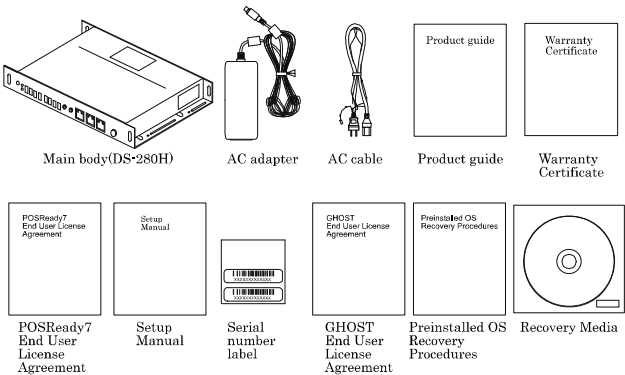 Product guide
Warranty
Certificate
Main body(DS-280H)
AC adapter
AC cable
Product guide
Warranty
Certificate
POSReady7
End User License
Agreement
Setup
Manual
XXXXXXXXXXXX
XXXXXXXXXXXX
GHOST
End User License
Agreement
Preinstalled OS
Recovery Procedures
POSReady7
End User
License
Agreement
Setup
Manual
Serial
number
label
GHOST
End User
License
Agreement
Preinstalled OS
Recovery
Procedures
Recovery Media